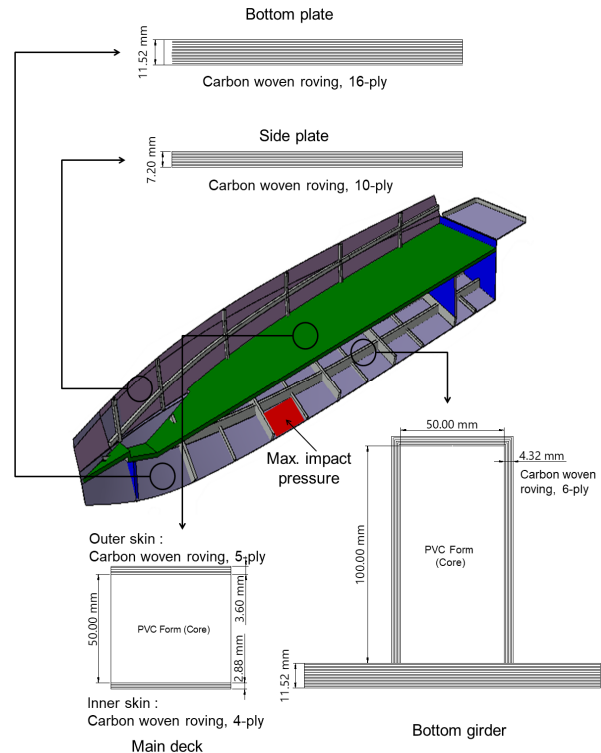 Bottom plate
11.52 mm
Carbon woven roving, 16-ply
Side plate
7.20 mm
Carbon woven roving, 10-ply
Max. impact
pressure
50.00 mm
4.32 mm
Carbon woven
roving, 6-ply
100.00 mm
PVC Form
(Core)
11.52 mm
Bottom girder
Outer skin :
Carbon woven roving, 5-ply
3.60 mm
50.00 mm
PVC Form (Core)
2.88 mm
Inner skin :
Carbon woven roving, 4-ply
Main deck